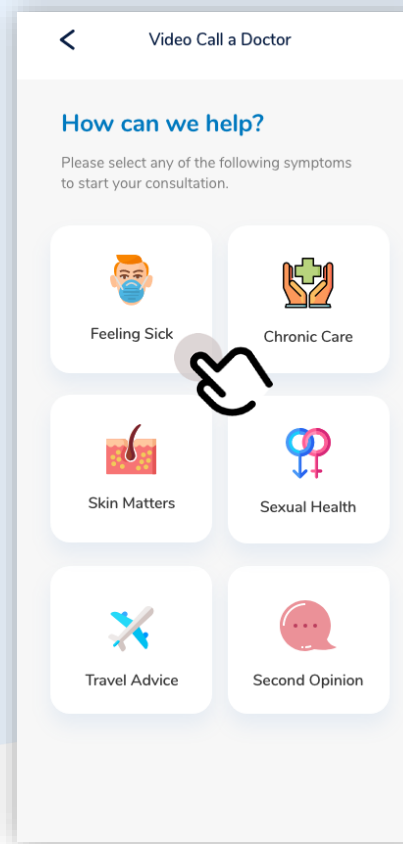 Video Call a Doctor
How can we help?
Please select any of the following symptoms
to start your consultation.
Feeling Sick
Chronic Care
Skin Matters
Sexual Health
Travel Advice
Second Opinion